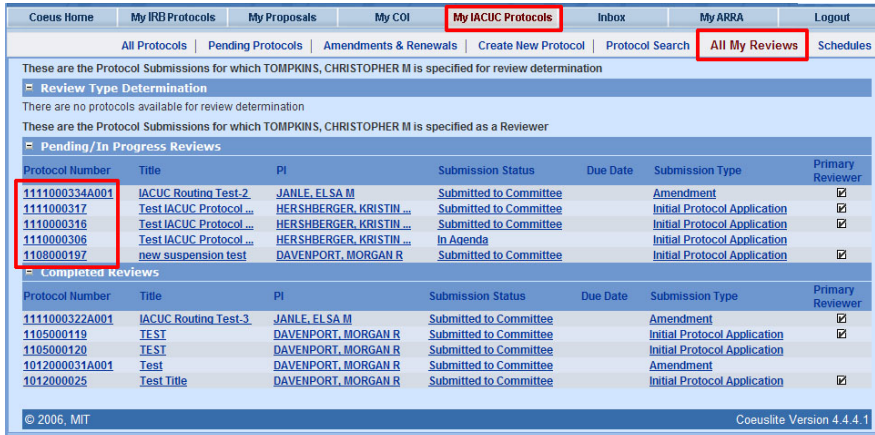 Coeus Home My IRB Protocols My Proposals My COI My IACUC Protocols Inbox My ARRA Logout
All Protocols | Pending Protocols | Amendments & Renewals | Create New Protocol | Protocol Search All My Reviews Schedules
These are the Protocol Submissions for which TOMPKINS, CHRISTOPHER M is specified for review determination
Review Type Determination
There are no protocols available for review determination
These are the Protocol Submissions for which TOMPKINS, CHRISTOPHER M is specified as a Reviewer
Pending/In Progress Reviews
Protocol Number Title PI Submission Status Due Date Submission Type Primary Reviewer
1111000334A001 IACUC Routing Test-2 JANLE, ELSA M Submitted to Committee Amendment
1111000317 Test IACUC Protocol ... HERSHBERGER, KRISTIN ... Submitted to Committee Initial Protocol Application
1110000316 Test IACUC Protocol ... HERSHBERGER, KRISTIN ... Submitted to Committee Initial Protocol Application
1110000306 Test IACUC Protocol ... HERSHBERGER, KRISTIN ... In Agenda Initial Protocol Application
1108000197 new suspension test DAVENPORT, MORGAN R Submitted to Committee Initial Protocol Application
Completed Reviews
Protocol Number Title PI Submission Status Due Date Submission Type Primary Reviewer
1111000322A001 IACUC Routing Test-3 JANLE, ELSA M Submitted to Committee Amendment
1105000119 TEST DAVENPORT, MORGAN R Submitted to Committee Initial Protocol Application
1105000120 TEST DAVENPORT, MORGAN R Submitted to Committee Initial Protocol Application
1012000031A001 Test DAVENPORT, MORGAN R Submitted to Committee Amendment
1012000025 Test Title DAVENPORT, MORGAN R Submitted to Committee Initial Protocol Application
© 2006, MIT Coeuslite Version 4.4.4.1